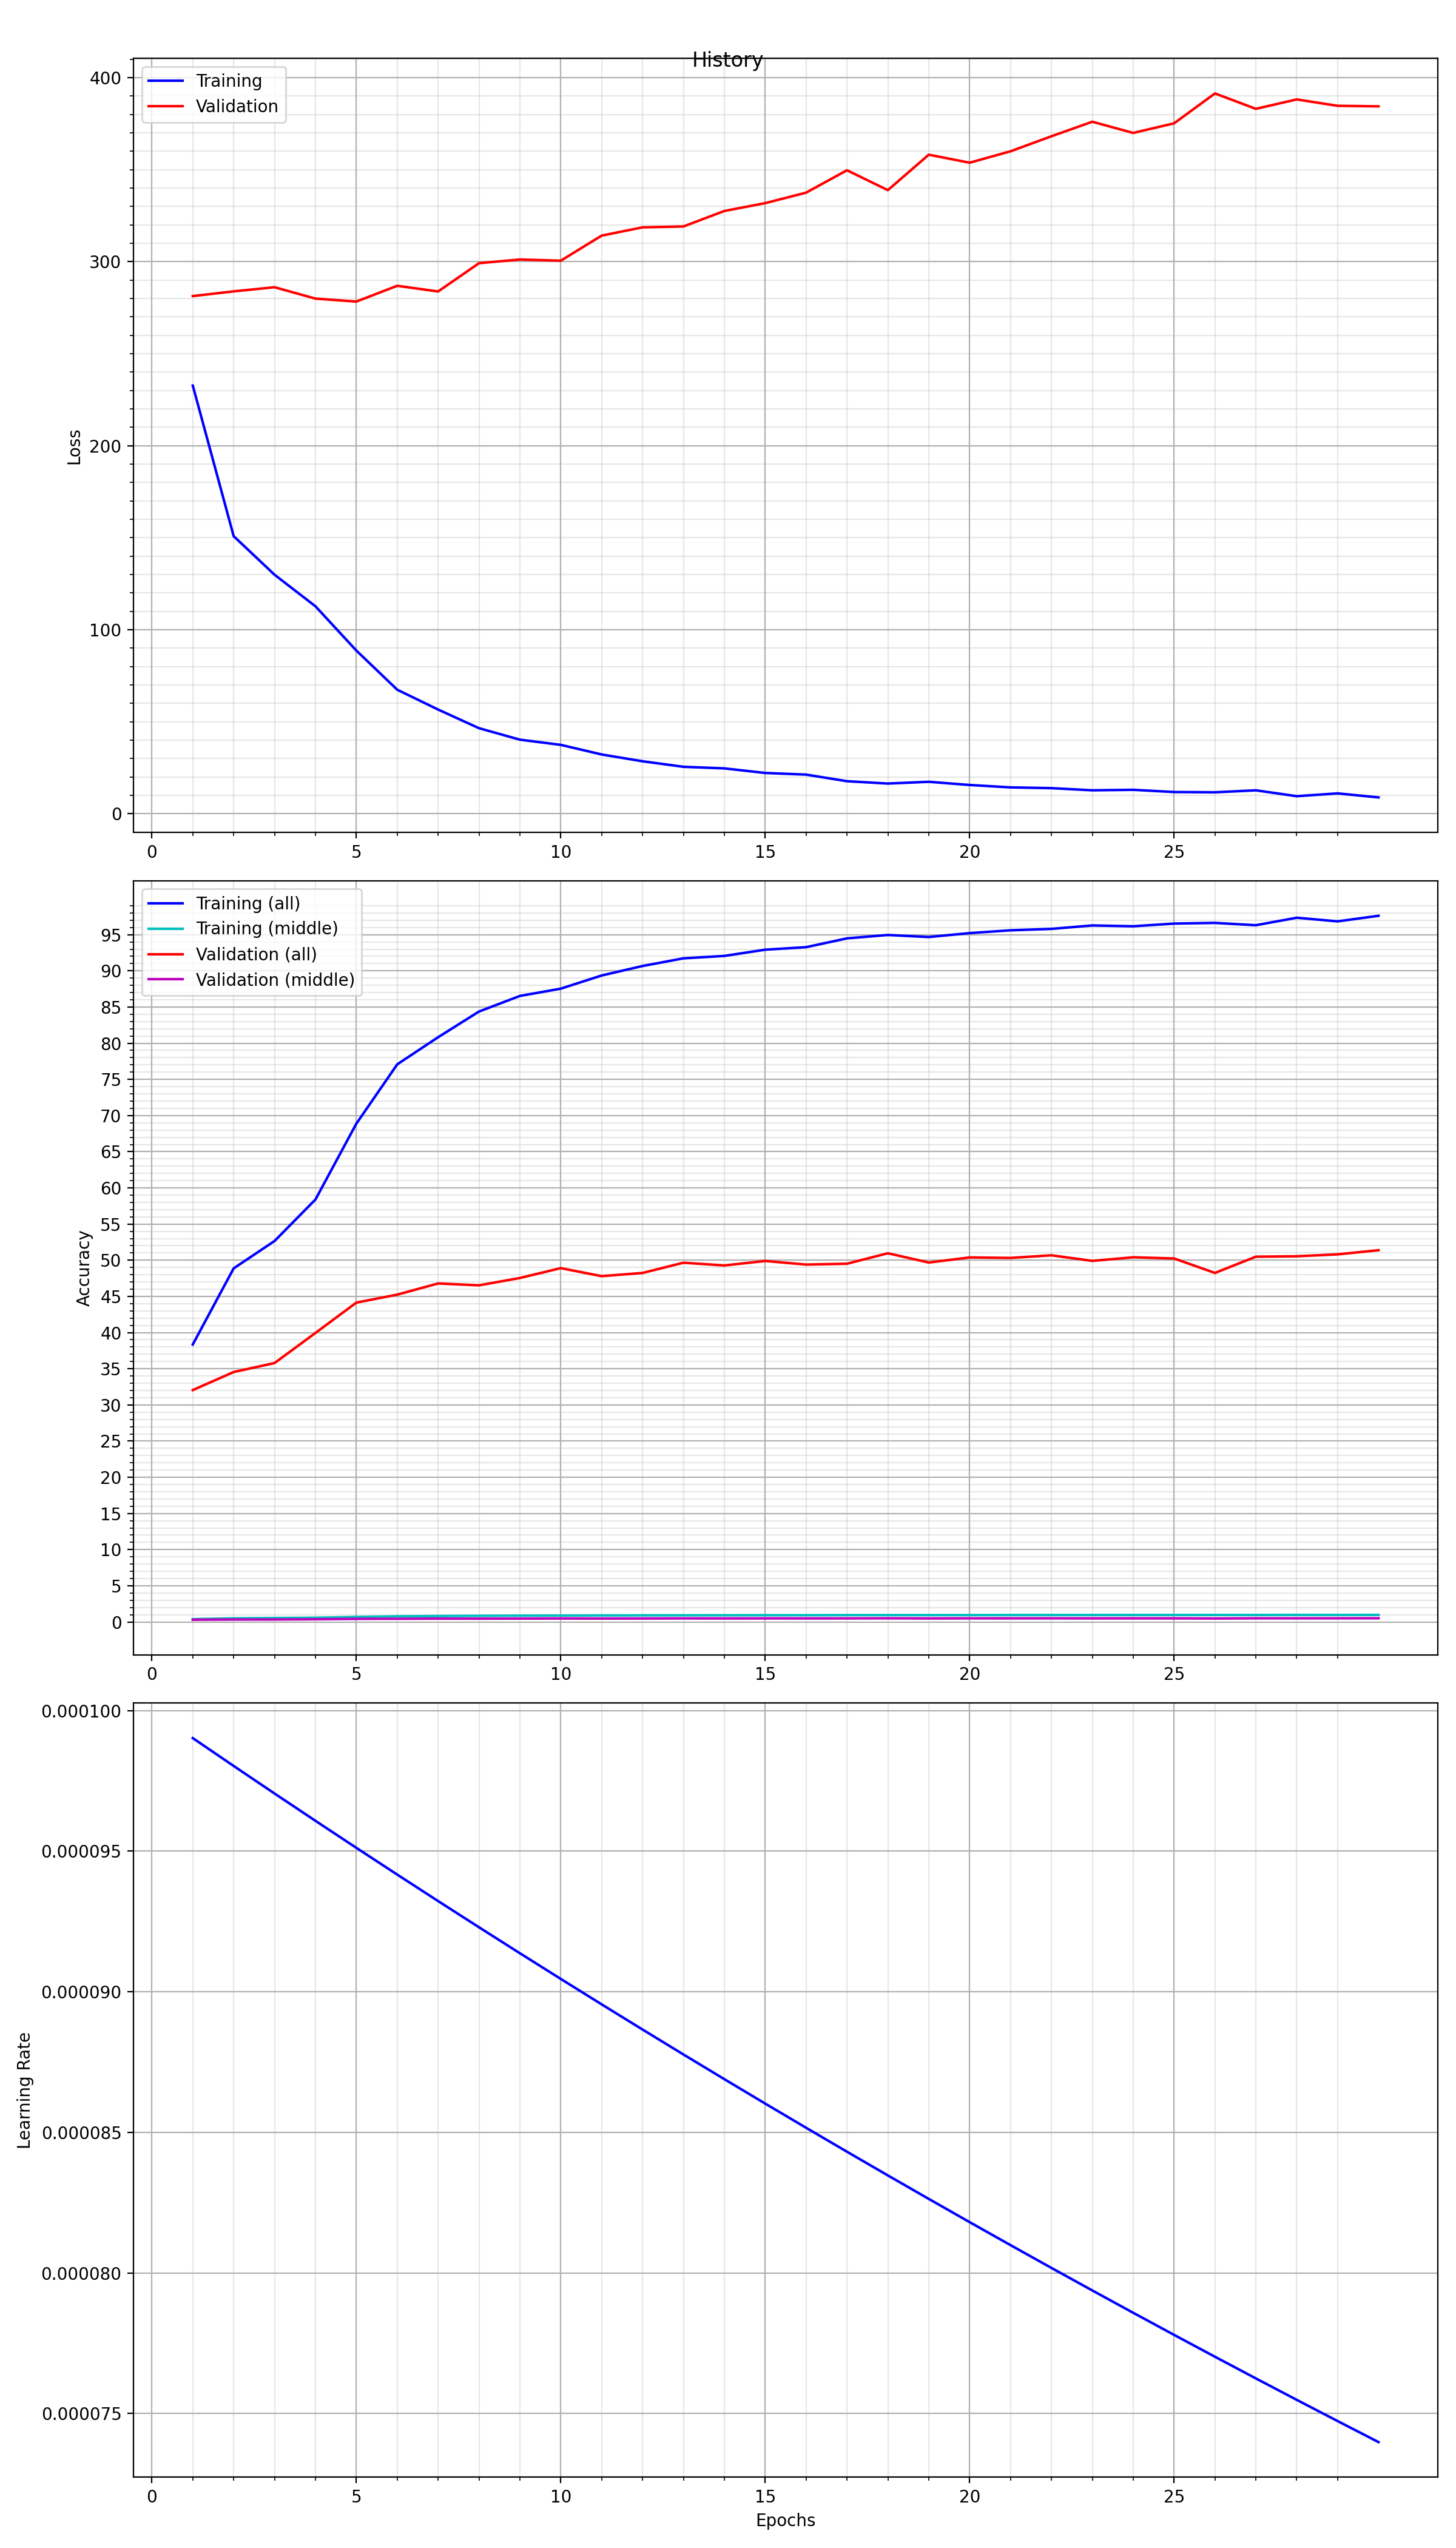 History
Training
Validation
400
300
200
100
0
Loss
0 5 10 15 20 25
Training (all)
Training (middle)
Validation (all)
Validation (middle)
95
90
85
80
75
70
65
60
55
50
45
40
35
30
25
20
15
10
5
0
Accuracy
0 5 10 15 20 25
0.000100
0.000095
0.000090
0.000085
0.000080
0.000075
Learning Rate
0 5 10 15 20 25
Epochs